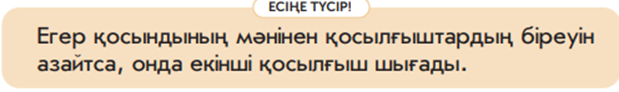 ЕСІҢЕ ТҮСІР!
Егер қосындының мәнінен қосылғыштардың біреуін
азайтса, онда екінші қосылғыш шығады.